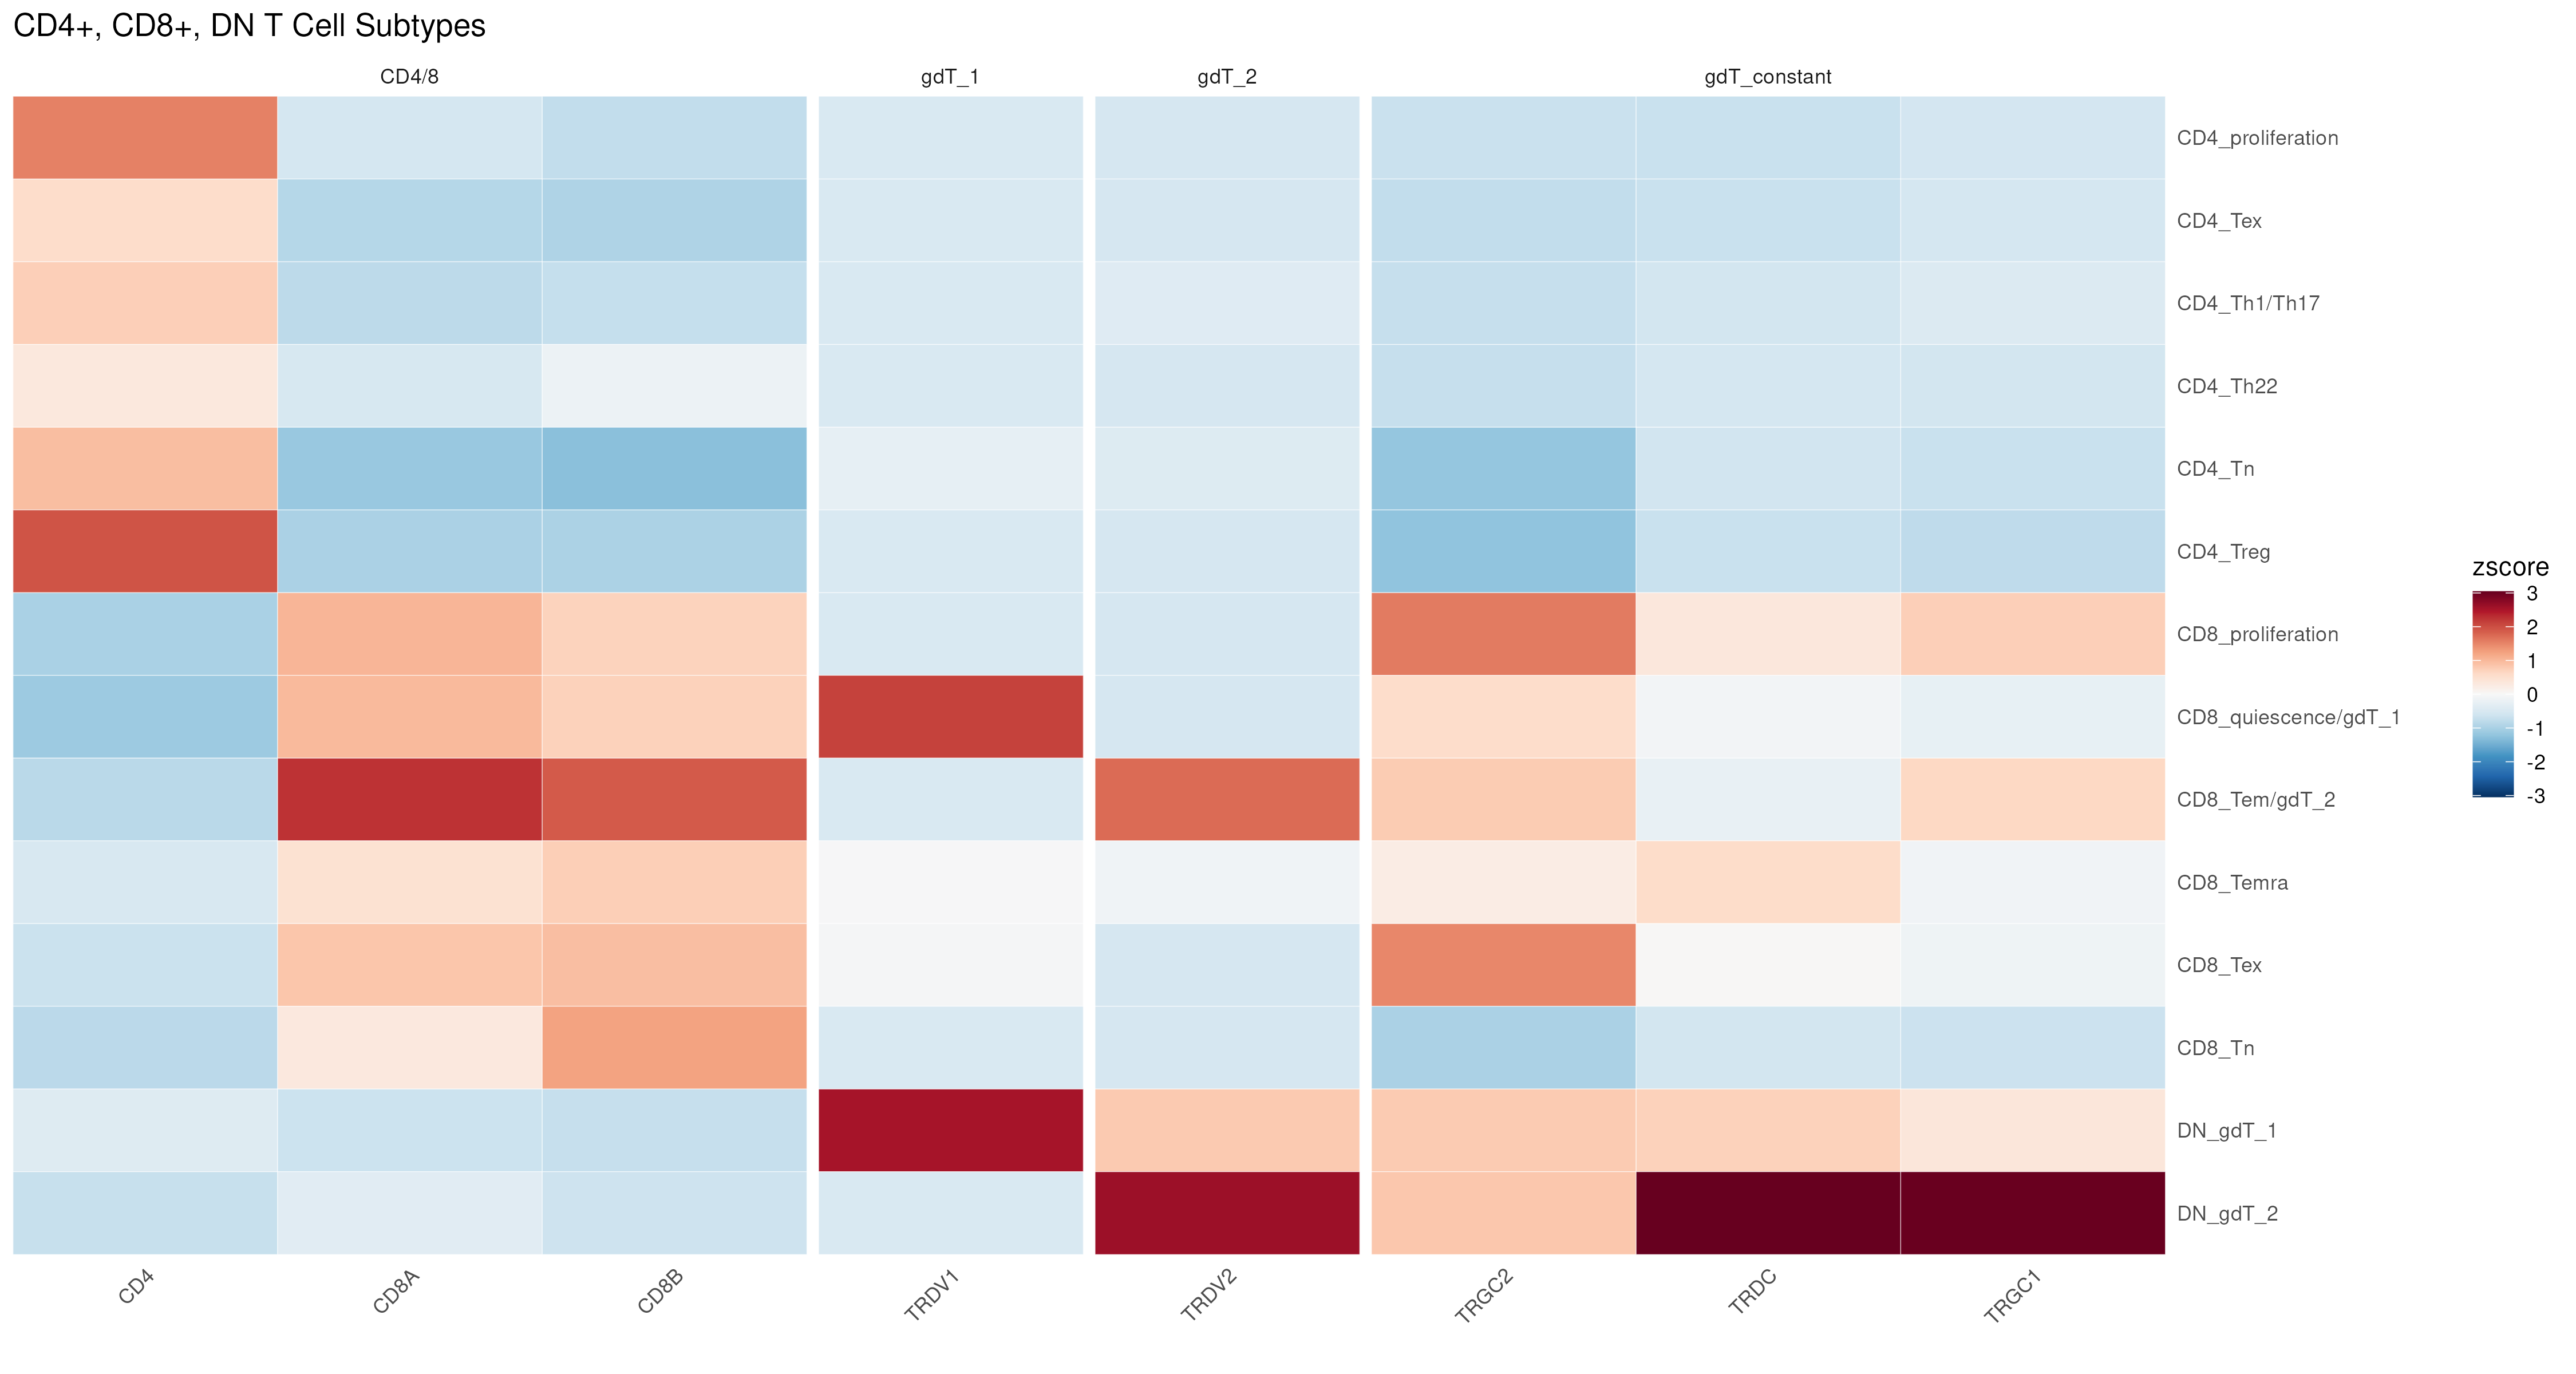 CD4+, CD8+, DN T Cell Subtypes
CD4/8 gdT_1 gdT_2 gdT_constant
CD4_proliferation
CD4_Tex
CD4_Th1/Th17
CD4_Th22
CD4_Tn
CD4_Treg
CD8_proliferation
CD8_quiescence/gdT_1
CD8_Tem/gdT_2
CD8_Temra
CD8_Tex
CD8_Tn
DN_gdT_1
DN_gdT_2
CD4 CD8A CD8B TRDV1 TRDV2 TRGC2 TRDC TRGC1
zscore
3
2
1
0
-1
-2
-3